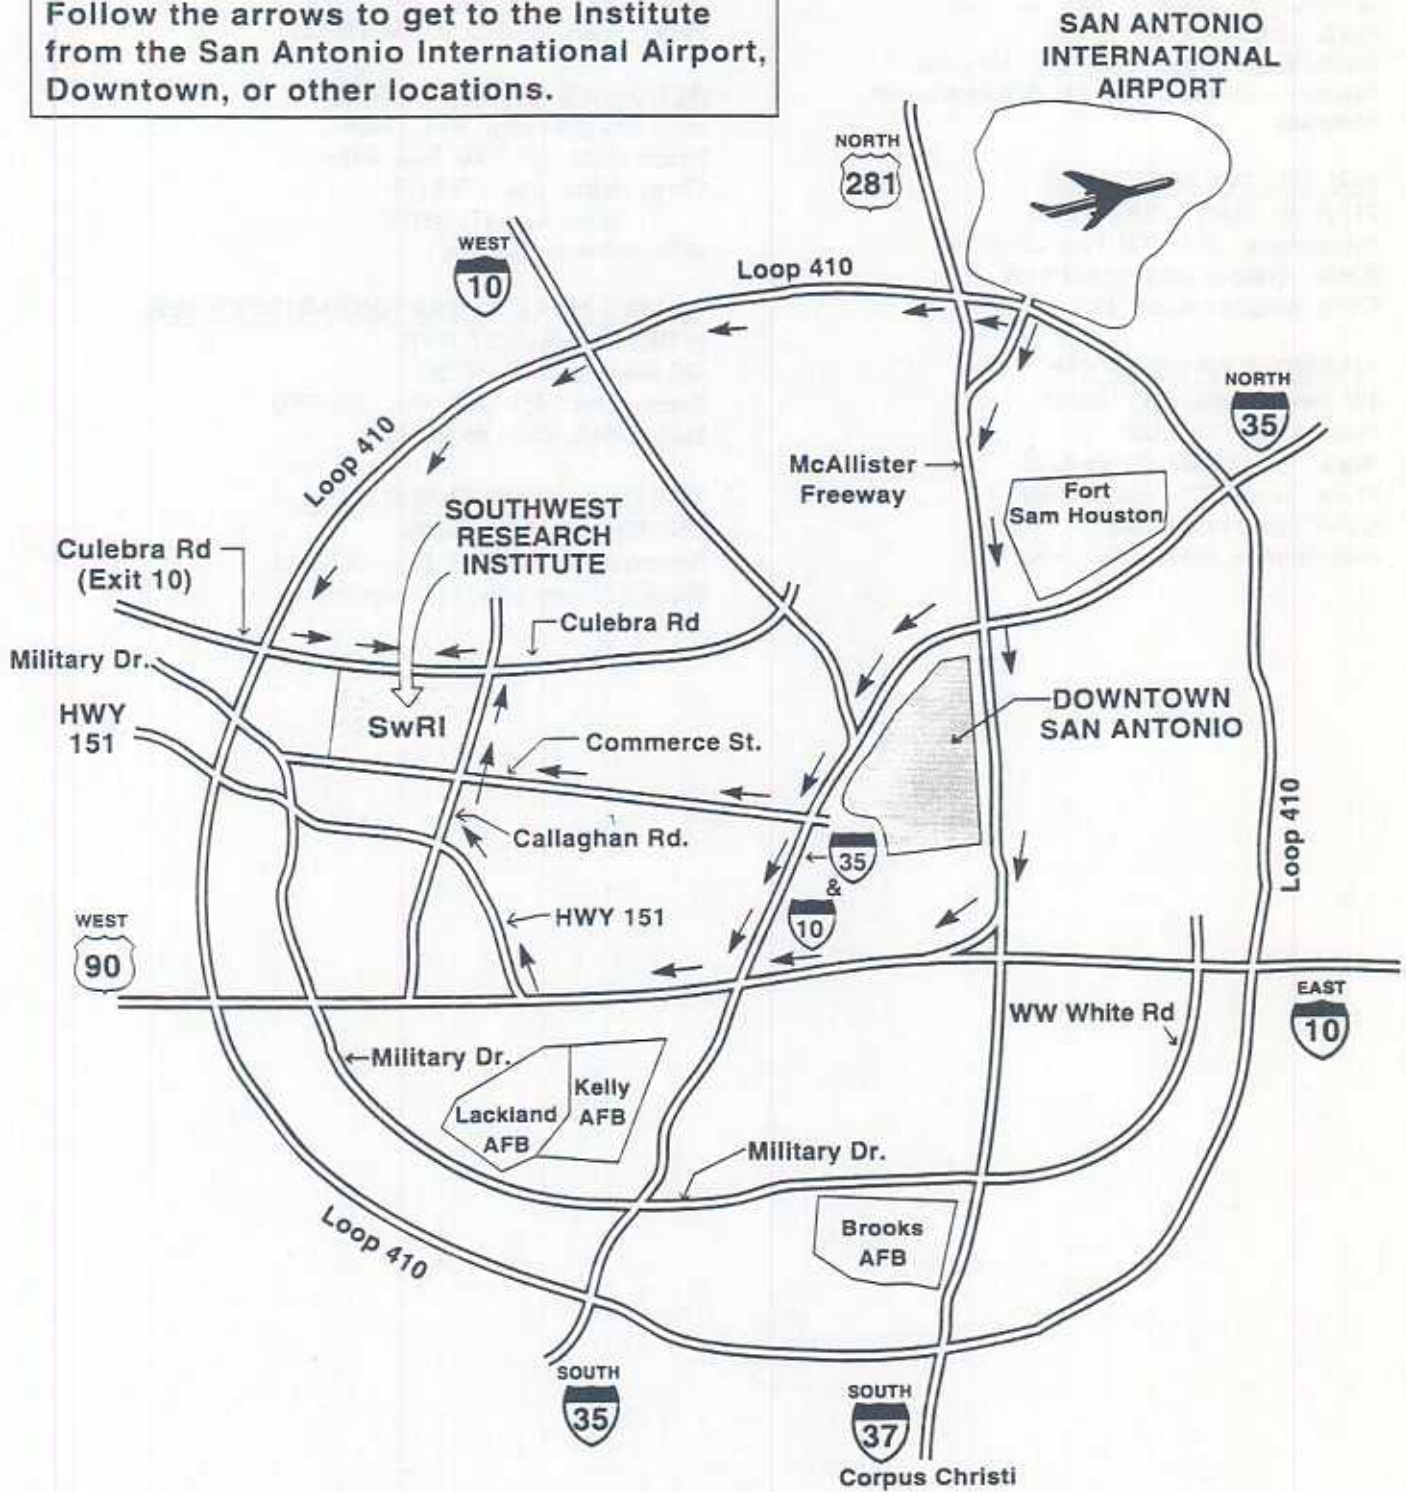 Follow the arrows to get to the Institute
from the San Antonio International Airport,
Downtown, or other locations.
SAN ANTONIO
INTERNATIONAL
AIRPORT
NORTH
281
WEST
10
Loop 410
NORTH
35
Loop 410
McAllister
Freeway
Fort
Sam Houston
SOUTHWEST
RESEARCH
INSTITUTE
Culebra Rd
(Exit 10)
Culebra Rd
Military Dr.
HWY
151
SwRI
DOWNTOWN
SAN ANTONIO
Commerce St.
Callaghan Rd.
35
&
10
Loop 410
HWY 151
WEST
90
WW White Rd
EAST
10
Military Dr.
Kelly
AFB
Lackland
AFB
Military Dr.
Brooks
AFB
Loop 410
SOUTH
35
SOUTH
37
Corpus Christi